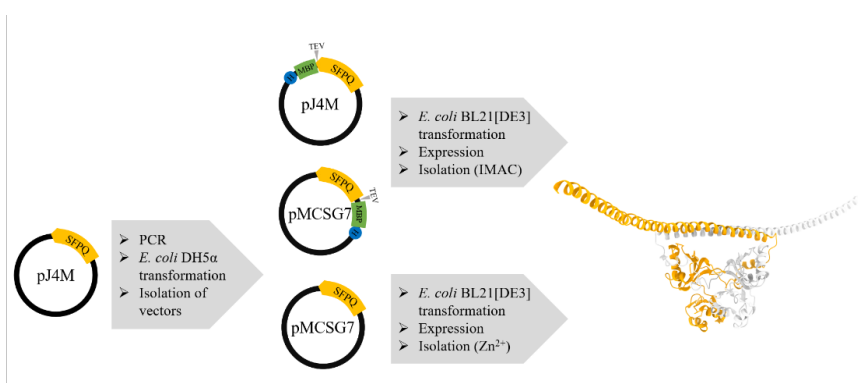 SFPQ
pJ4M
➢ PCR
➢ E. coli DH5α
transformation
➢ Isolation of
vectors
TEV
H
MBP
SFPQ
pJ4M
SFPQ
TEV
MBP
H
pMCSG7
SFPQ
pMCSG7
➢ E. coli BL21[DE3]
transformation
➢ Expression
➢ Isolation (IMAC)
➢ E. coli BL21[DE3]
transformation
➢ Expression
➢ Isolation (Zn²⁺)